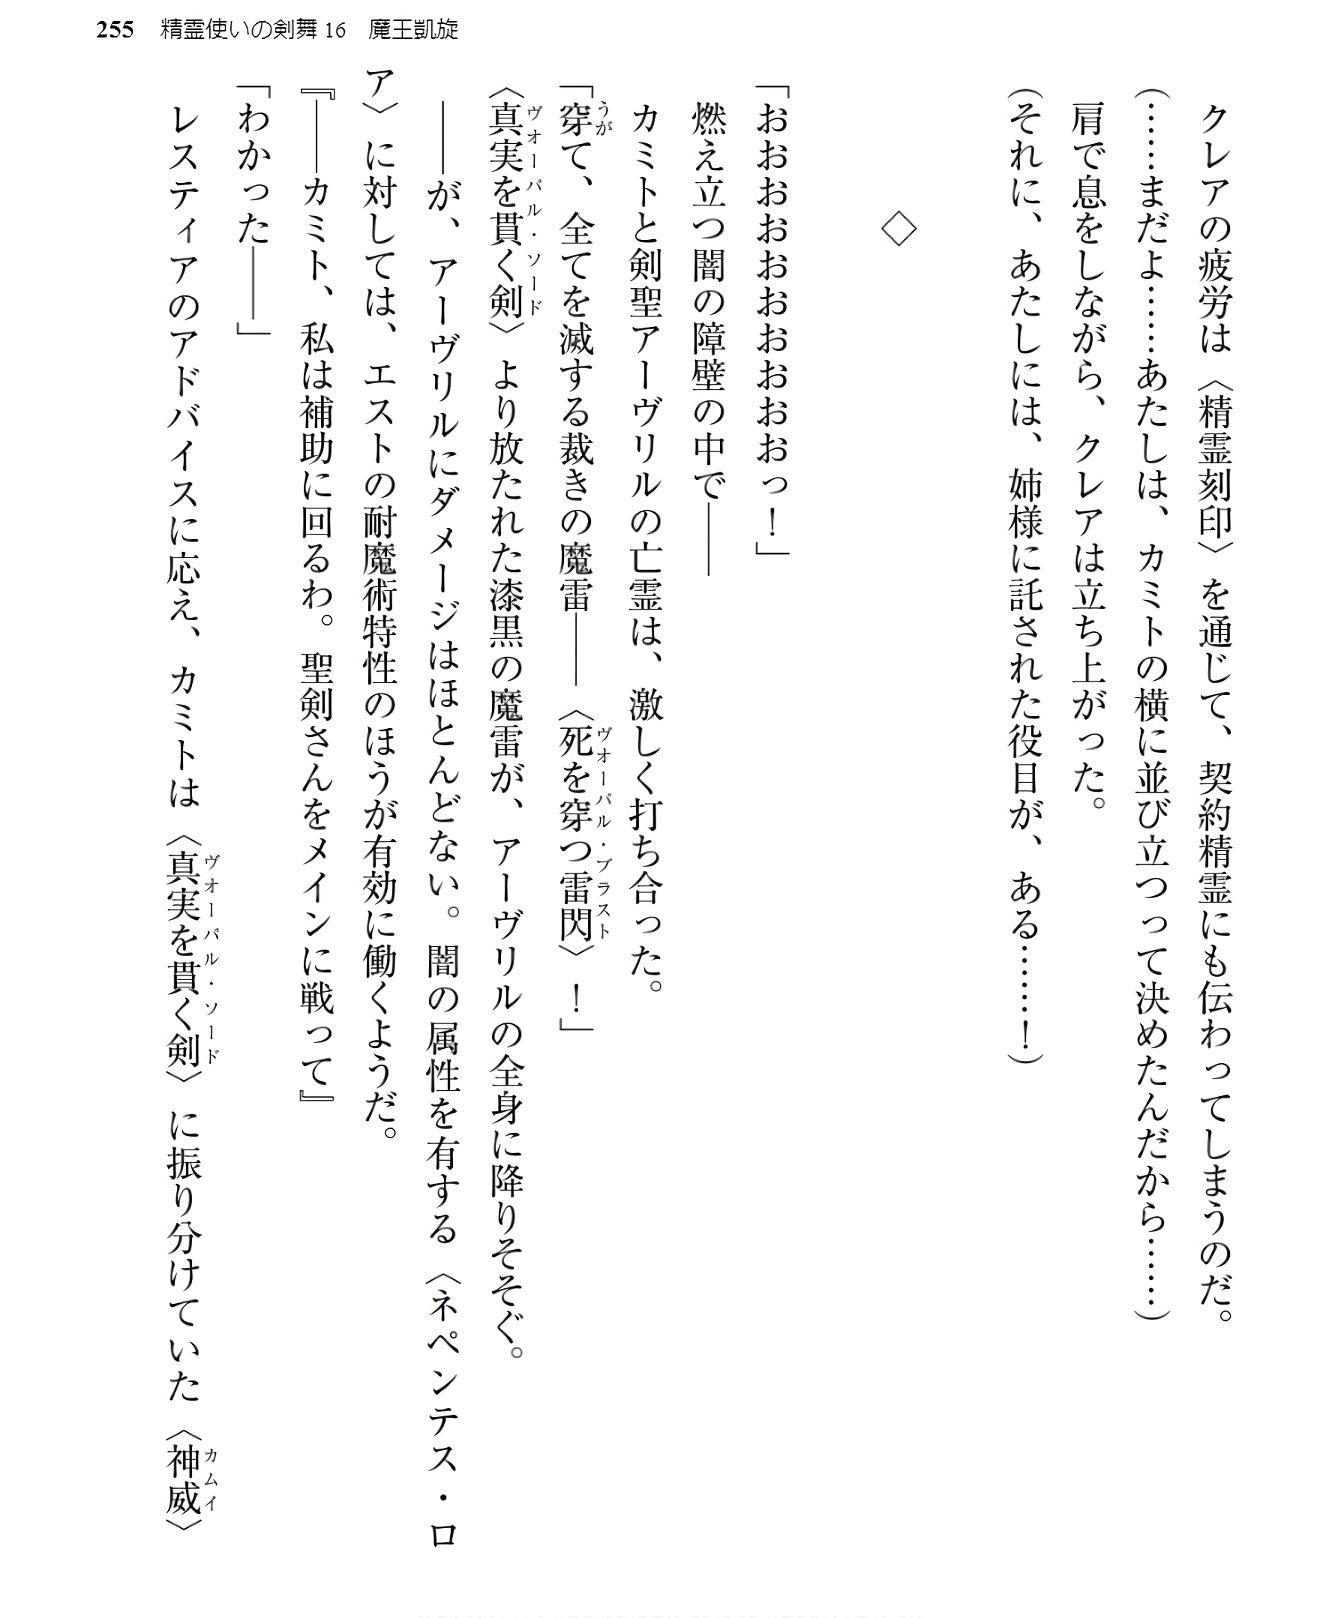 255　精霊使いの剣舞16　魔王凱旋
クレアの疲労は〈精霊刻印〉を通じて、契約精霊にも伝わってしまうのだ。
(……まだよ……あたしは、カミトの横に並び立つって決めたんだから……)
肩で息をしながら、クレアは立ち上がった。
(それに、あたしには、姉様に託された役目が、ある……！)
◇
「おおおおおおおおおおっ！」
燃え立つ闇の障壁の中で――
カミトと剣聖アーヴリルの亡霊は、激しく打ち合った。
「穿て、全てを滅する裁きの魔雷――〈死を穿つ雷閃〉！」
うが
ヴォーパル・ブラスト
〈真実を貫く剣〉より放たれた漆黒の魔雷が、アーヴリルの全身に降りそそぐ。
ヴォーパル・ソード
――が、アーヴリルにダメージはほとんどない。闇の属性を有する〈ネペンテス・ロ
ア〉に対しては、エストの耐魔術特性のほうが有効に働くようだ。
『――カミト、私は補助に回るわ。聖剣さんをメインに戦って』
「わかった――」
レスティアのアドバイスに応え、カミトは〈真実を貫く剣〉に振り分けていた〈神威〉
ヴォーパル・ソード
カムイ